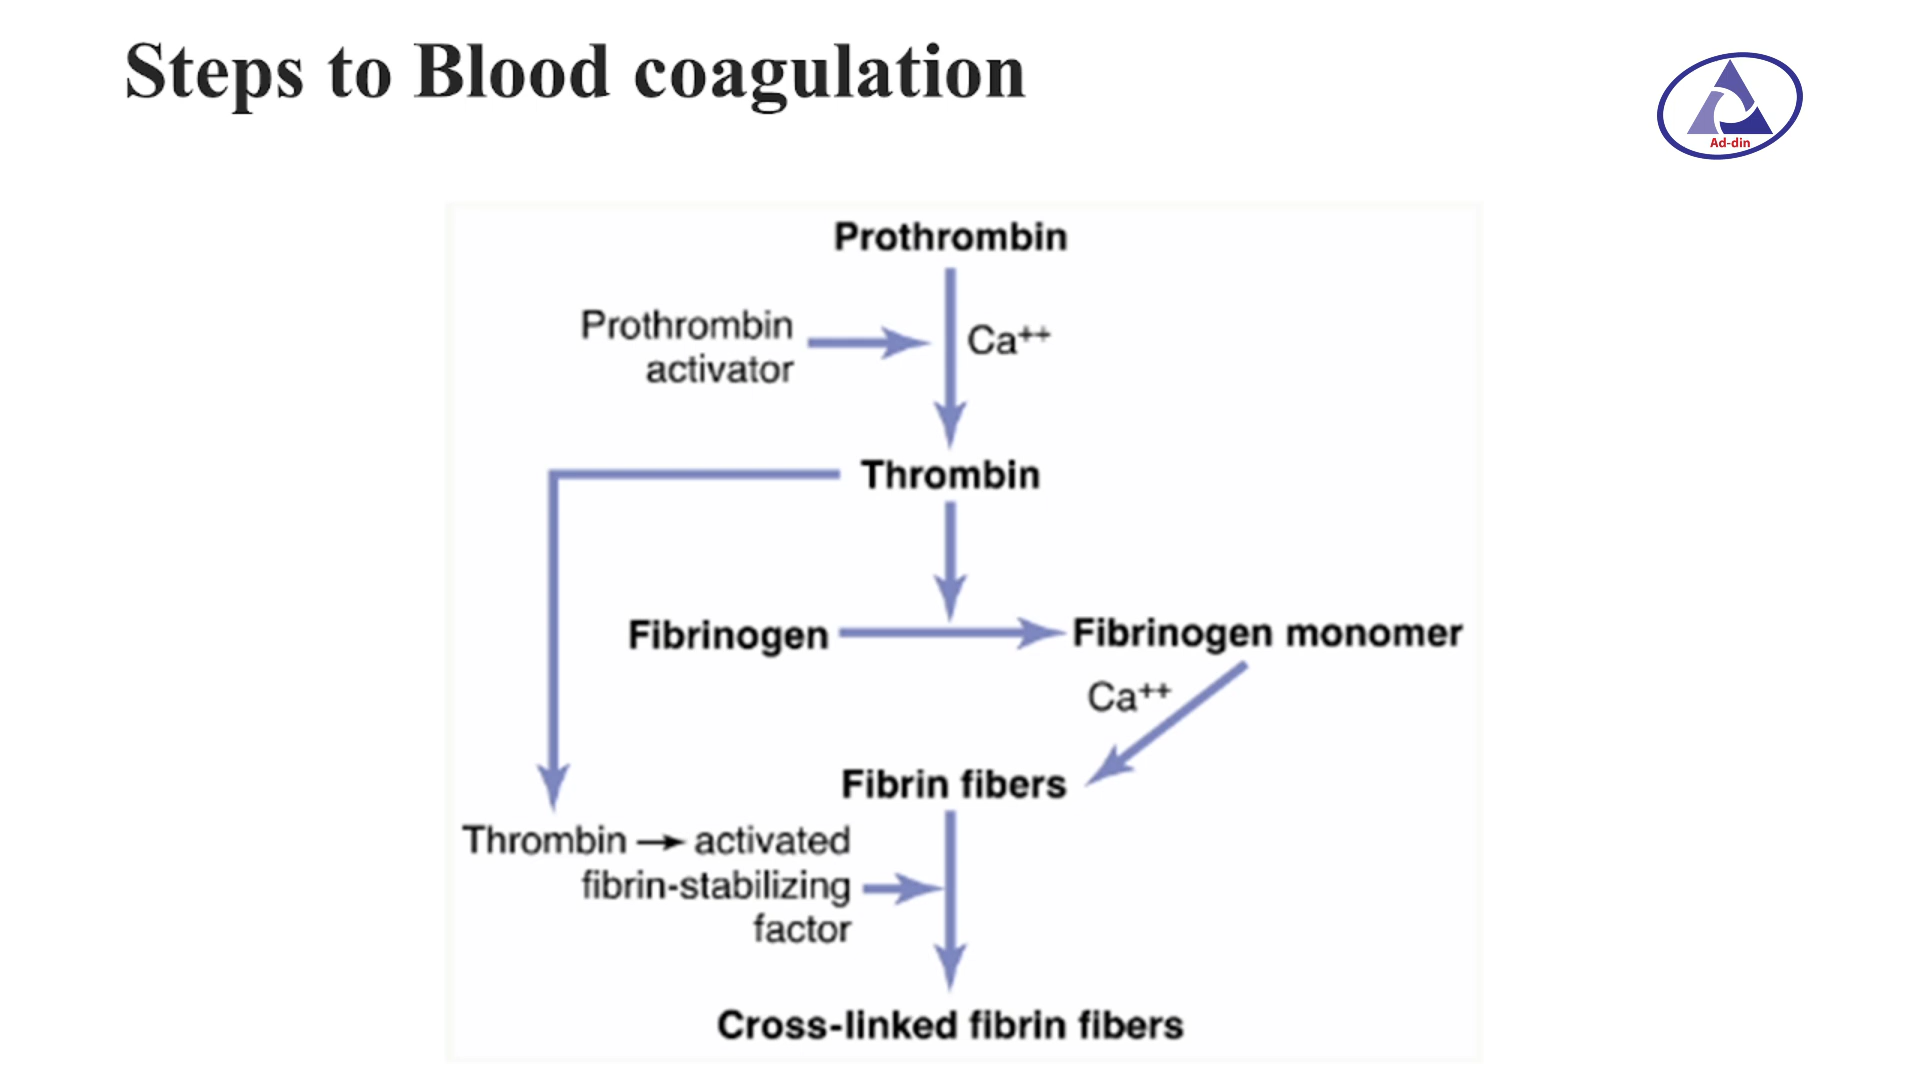 Steps to Blood coagulation
Ad-din
Prothrombin
Prothrombin
activator
Ca⁺⁺
Thrombin
Fibrinogen
Fibrinogen monomer
Ca⁺⁺
Fibrin fibers
Thrombin → activated
fibrin-stabilizing
factor
Cross-linked fibrin fibers